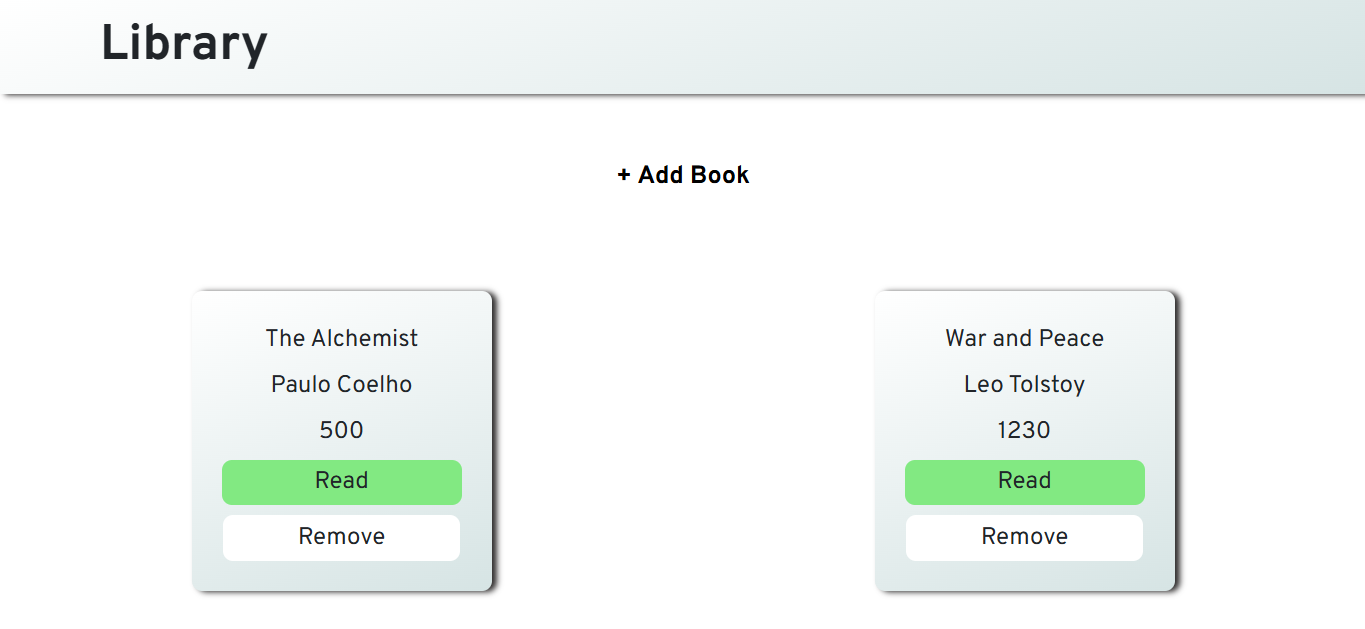 Library
+ Add Book
The Alchemist
Paulo Coelho
500
Read
Remove
War and Peace
Leo Tolstoy
1230
Read
Remove